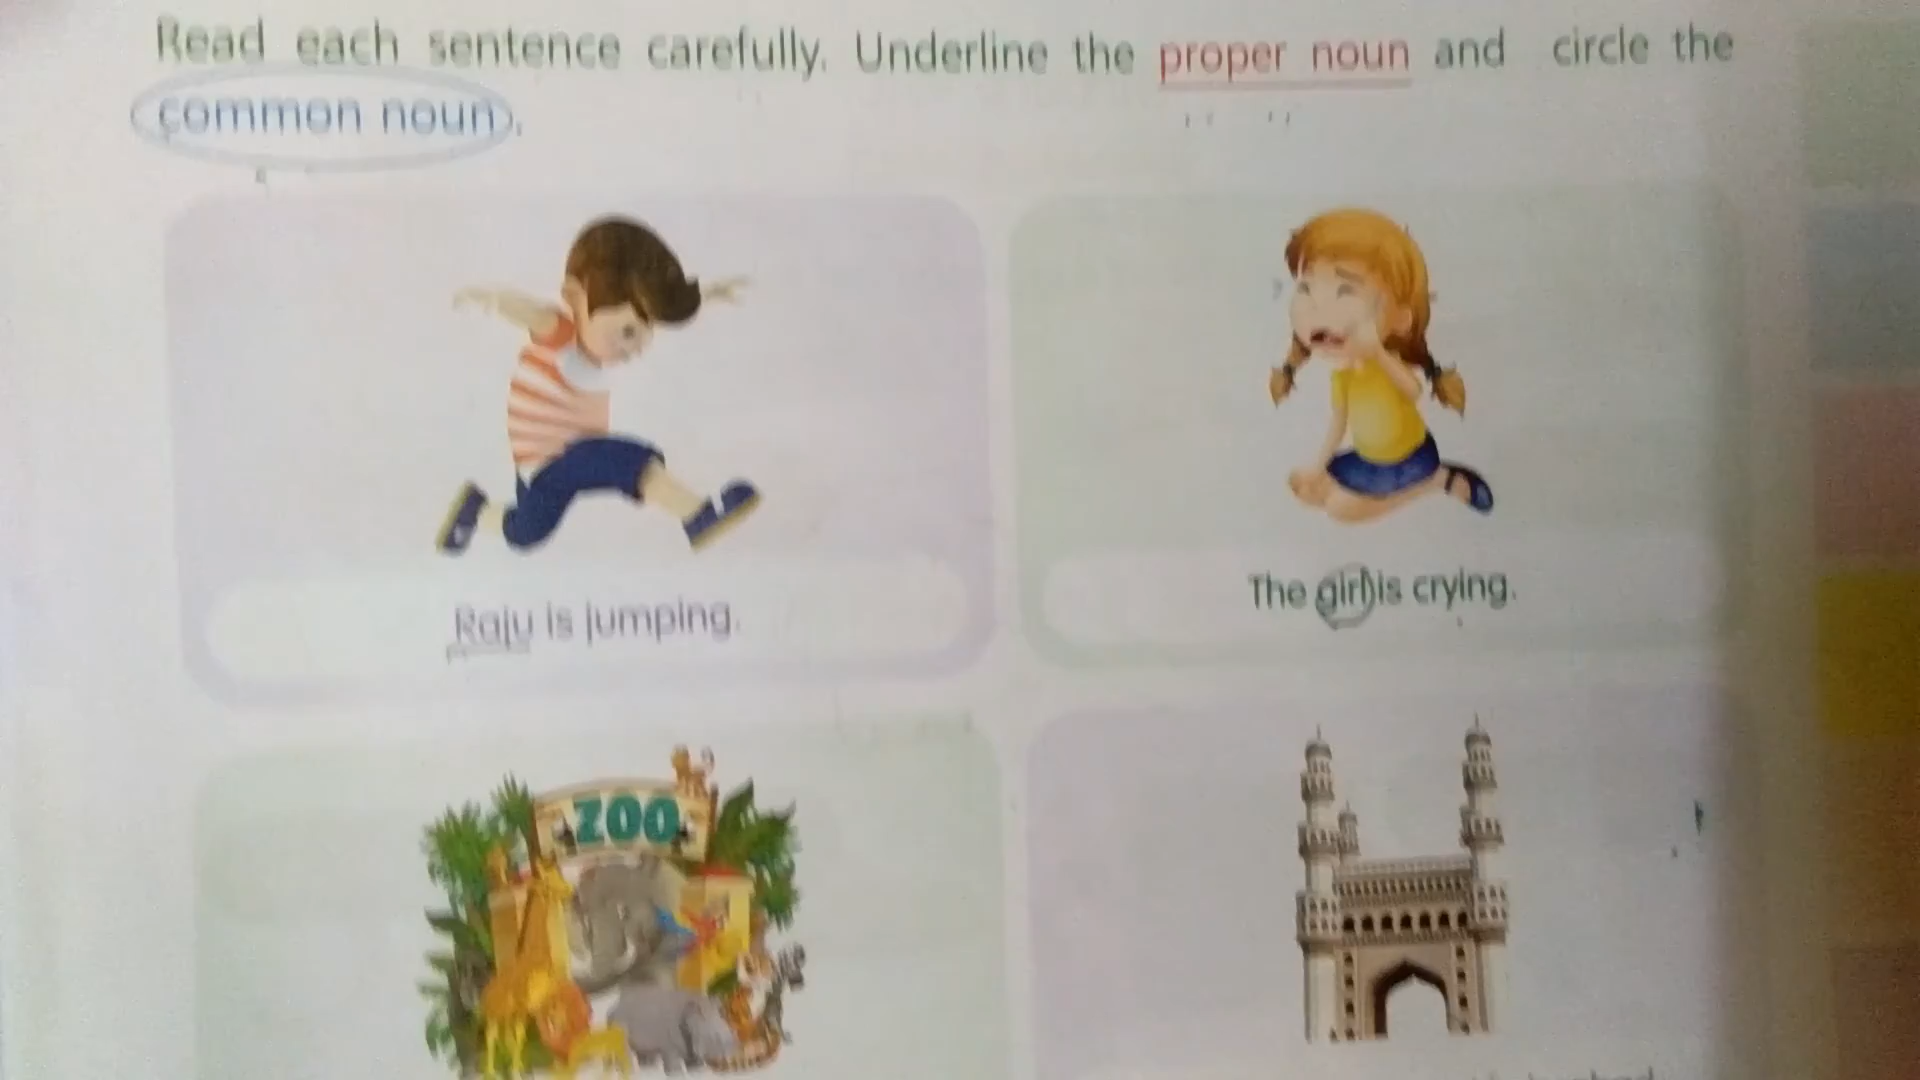 Read each sentence carefully. Underline the proper noun and circle the
common noun.
Raju is jumping.
The girl is crying.
ZOO